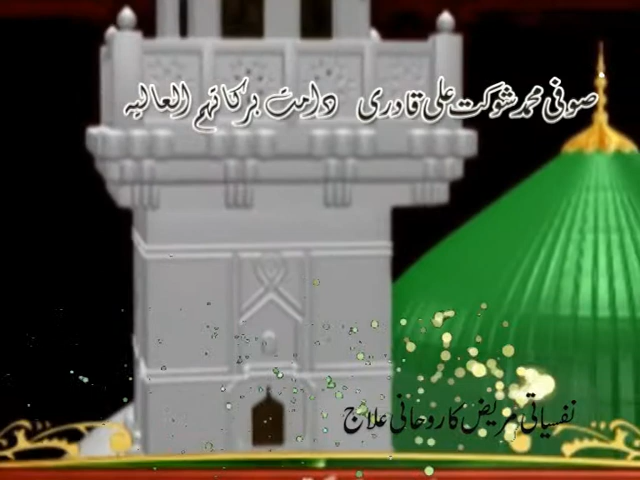 صوفی محمد شوکت علی قادری دامت برکاتہم العالیہ
نفسیاتی مریض کا روحانی علاج